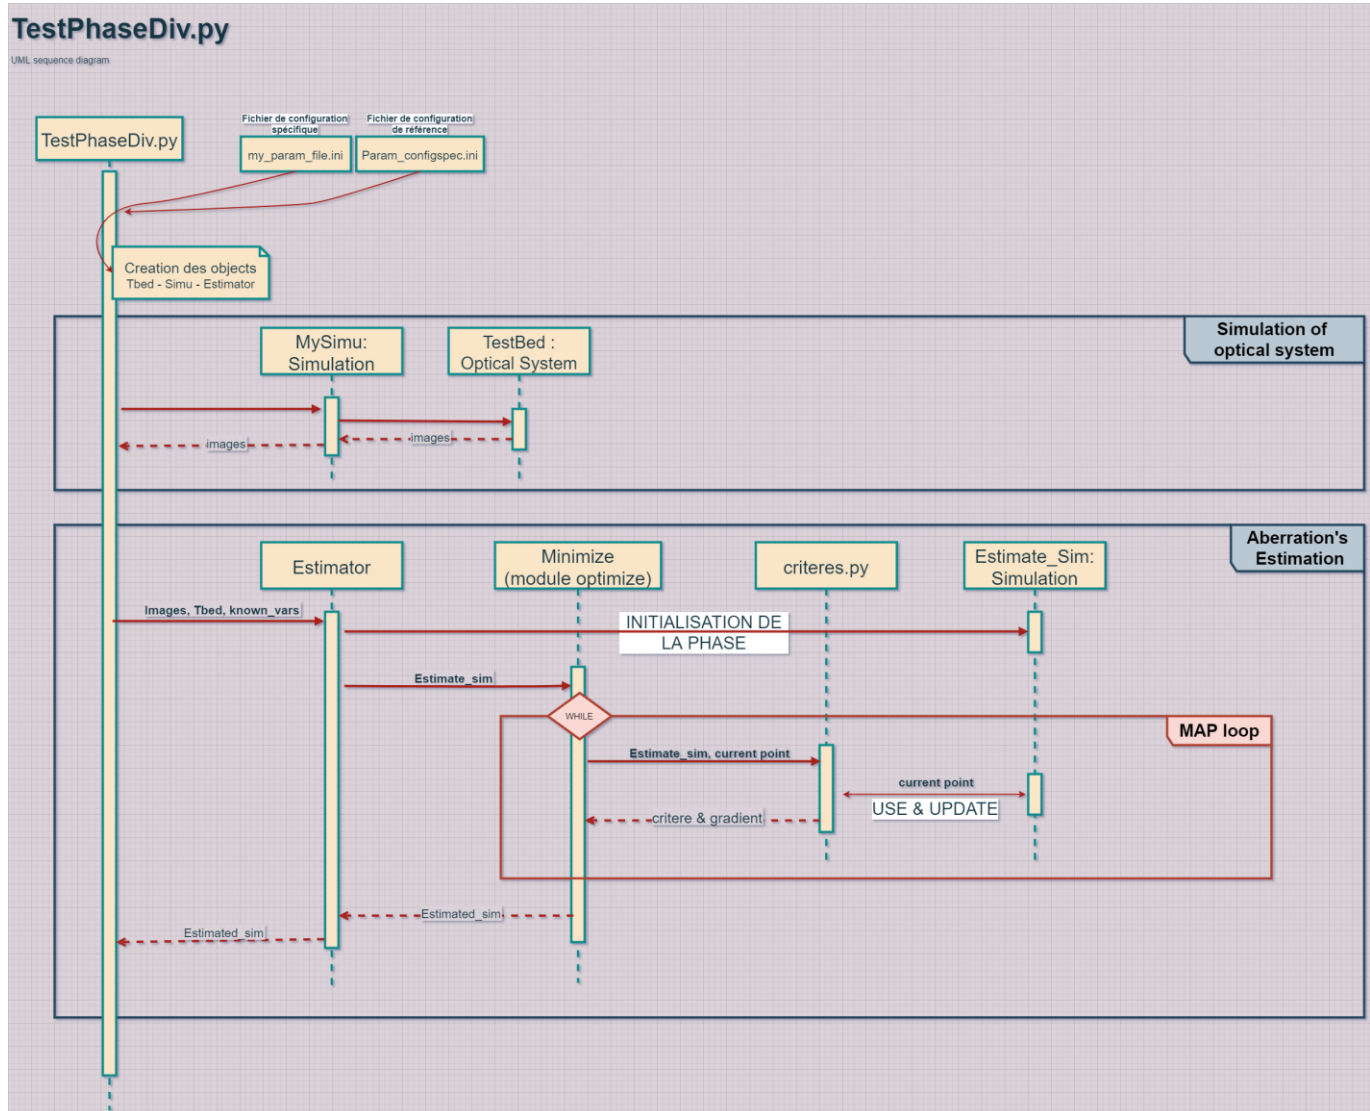 TestPhaseDiv.py
UML sequence diagram
Fichier de configuration
spécifique
Fichier de configuration
de référence
TestPhaseDiv.py
my_param_file.ini
Param_configspec.ini
Creation des objects
Tbed - Simu - Estimator
Simulation of
optical system
MySimu:
Simulation
TestBed :
Optical System
images
images
Aberration's
Estimation
Estimator
Minimize
(module optimize)
criteres.py
Estimate_Sim:
Simulation
Images, Tbed, known_vars
INITIALISATION DE
LA PHASE
Estimate_sim
WHILE
MAP loop
Estimate_sim, current point
current point
USE & UPDATE
critere & gradient
Estimated_sim
Estimated_sim